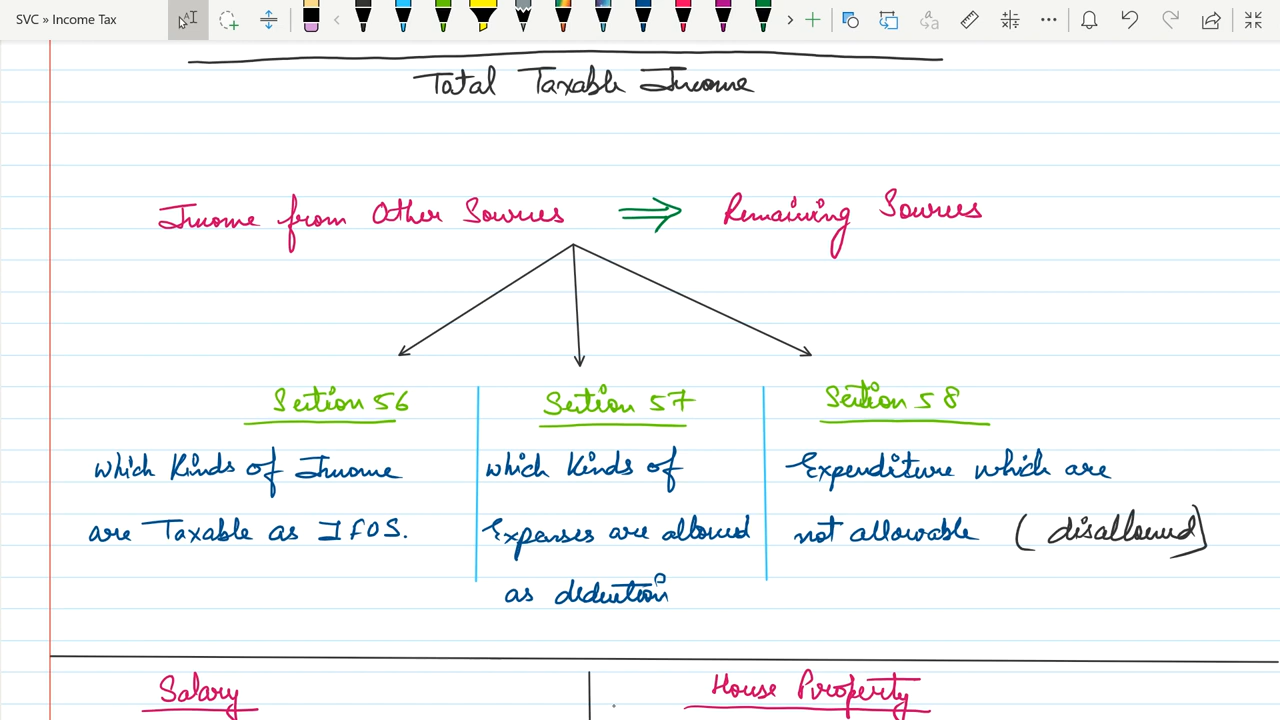 SVC » Income Tax
Total Taxable Income
Income from Other Sources ⇒ Remaining Sources
Section 56
which Kinds of Income
are Taxable as IFOS.
Section 57
which Kinds of
Expenses are allowed
as deduction
Section 58
Expenditure which are
not allowable (disallowed)
Salary
House Property